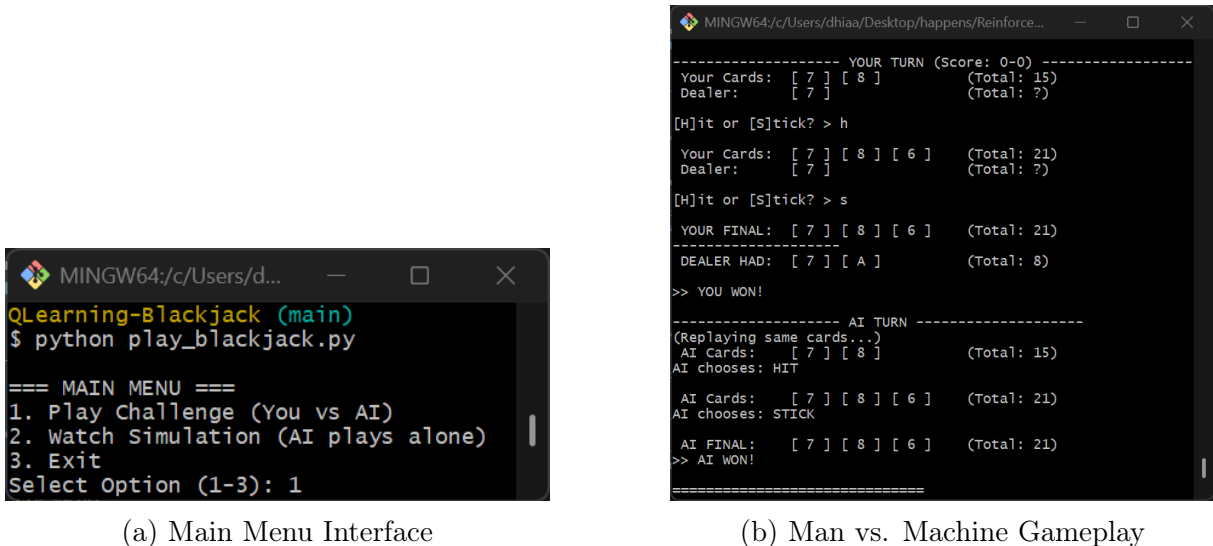 MINGW64:/c/Users/d...
QLearning-Blackjack (main)
$ python play_blackjack.py
=== MAIN MENU ===
1. Play Challenge (You vs AI)
2. Watch Simulation (AI plays alone)
3. Exit
Select Option (1-3): 1
(a) Main Menu Interface
MINGW64:/c/Users/dhiaa/Desktop/happens/Reinforce...
-------------------- YOUR TURN (Score: 0-0) ------------------
Your Cards: [ 7 ] [ 8 ] (Total: 15)
Dealer: [ 7 ] (Total: ?)
[H]it or [S]tick? > h
Your Cards: [ 7 ] [ 8 ] [ 6 ] (Total: 21)
Dealer: [ 7 ] (Total: ?)
[H]it or [S]tick? > s
YOUR FINAL: [ 7 ] [ 8 ] [ 6 ] (Total: 21)
--------------------
DEALER HAD: [ 7 ] [ A ] (Total: 8)
>> YOU WON!
-------------------- AI TURN --------------------
(Replaying same cards...)
AI Cards: [ 7 ] [ 8 ] (Total: 15)
AI chooses: HIT
AI Cards: [ 7 ] [ 8 ] [ 6 ] (Total: 21)
AI chooses: STICK
AI FINAL: [ 7 ] [ 8 ] [ 6 ] (Total: 21)
>> AI WON!
==============================
(b) Man vs. Machine Gameplay